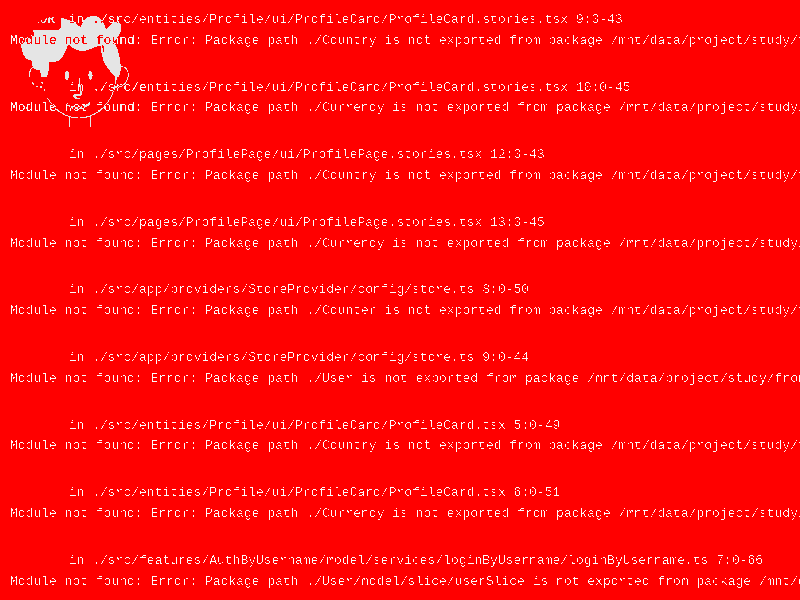 in ./src/entities/Profile/ui/ProfileCard/ProfileCard.stories.tsx 9:3-43
Module not found: Error: Package path ./Country is not exported from package /mnt/data/project/study/
in ./src/entities/Profile/ui/ProfileCard/ProfileCard.stories.tsx 10:0-45
Module not found: Error: Package path ./Currency is not exported from package /mnt/data/project/study/
in ./src/pages/ProfilePage/ui/ProfilePage.stories.tsx 12:3-43
Module not found: Error: Package path ./Country is not exported from package /mnt/data/project/study/
in ./src/pages/ProfilePage/ui/ProfilePage.stories.tsx 13:3-45
Module not found: Error: Package path ./Currency is not exported from package /mnt/data/project/study/
in ./src/app/providers/StoreProvider/config/store.ts 8:0-50
Module not found: Error: Package path ./Counter is not exported from package /mnt/data/project/study/
in ./src/app/providers/StoreProvider/config/store.ts 9:0-44
Module not found: Error: Package path ./User is not exported from package /mnt/data/project/study/fro
in ./src/entities/Profile/ui/ProfileCard/ProfileCard.tsx 5:0-49
Module not found: Error: Package path ./Country is not exported from package /mnt/data/project/study/
in ./src/entities/Profile/ui/ProfileCard/ProfileCard.tsx 6:0-51
Module not found: Error: Package path ./Currency is not exported from package /mnt/data/project/study/
in ./src/features/AuthByUsername/model/services/loginByUsername/loginByUsername.ts 7:0-66
Module not found: Error: Package path ./User/model/slice/userSlice is not exported from package /mnt/